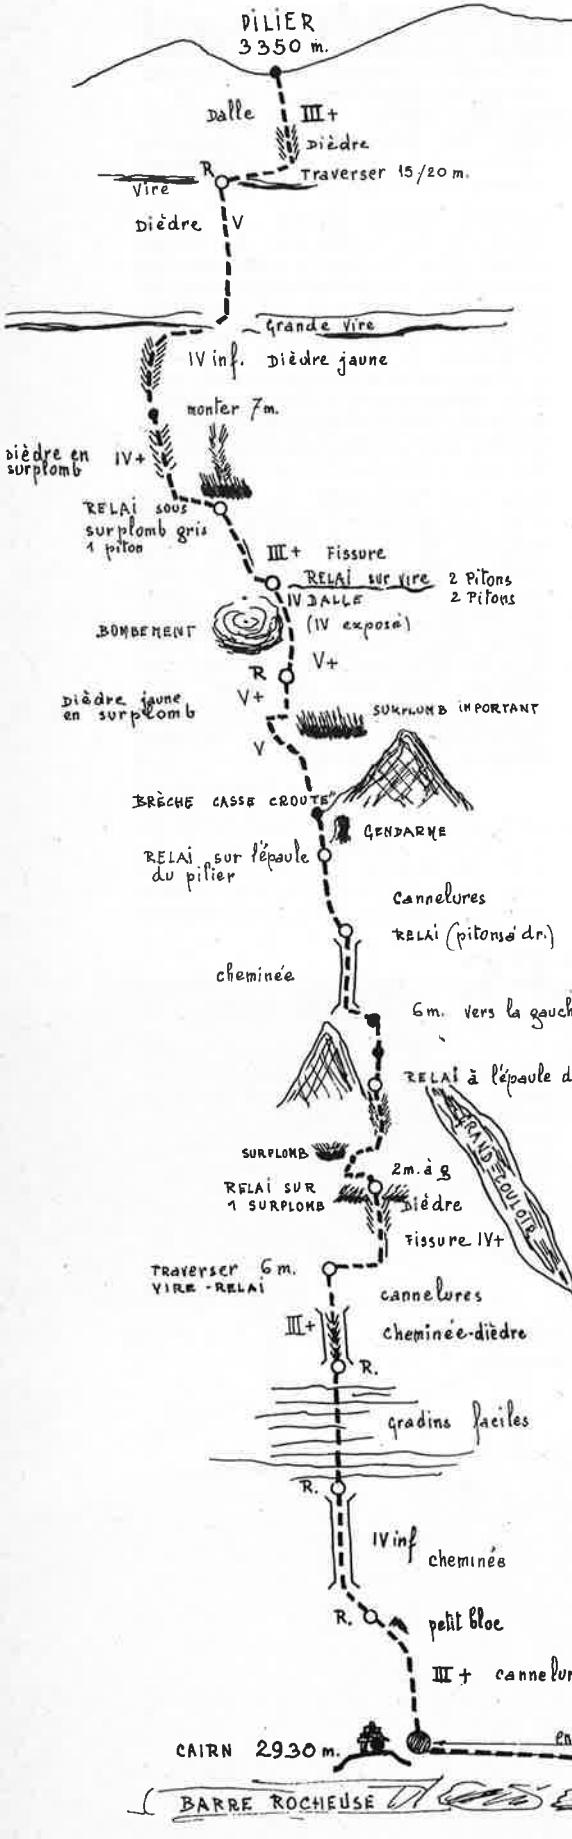 PILIER
3350 m.
Dalle III+
Dièdre
R Traverser 15/20 m.
Vire
Dièdre V
Grande Vire
IV inf. Dièdre jaune
monter 7m.
Dièdre en
surplomb IV+
RELAi sous
surplomb gris
1 piton
III+ Fissure
RELAi sur vire 2 Pitons
IV DALLE 2 Pitons
(IV exposé)
BOMBEMENT
V+
R
V+
Dièdre jaune
en surplomb
SURPLOMB iMPORTANT
V
BRÈCHE CASSE CROUTE"
GENDARME
RELAi sur l'épaule
du pilier
Cannelures
RELAi (pitons à dr.)
cheminée
6m. vers la gauch
RELAi à l'épaule d
GRAND-COULOIR
SURPLOMB
2m. à g
RELAi SUR
1 SURPLOMB Dièdre
Fissure IV+
Traverser 6 m.
VIRE-RELAi
cannelures
III+ cheminée-dièdre
R.
gradins faciles
R.
IV inf
cheminée
R. petit bloc
III+ cannelur
en
CAIRN 2930 m.
BARRE ROCHEUSE